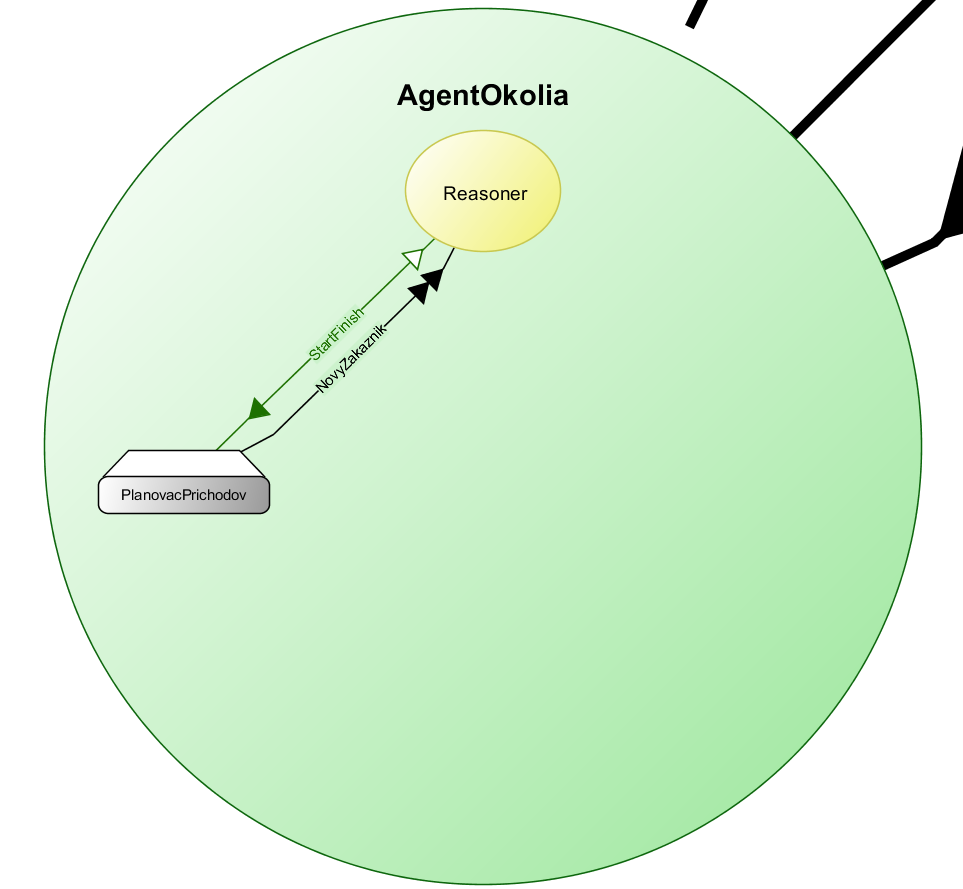 AgentOkolia
Reasoner
StartFinish
NovyZakaznik
PlanovacPrichodov